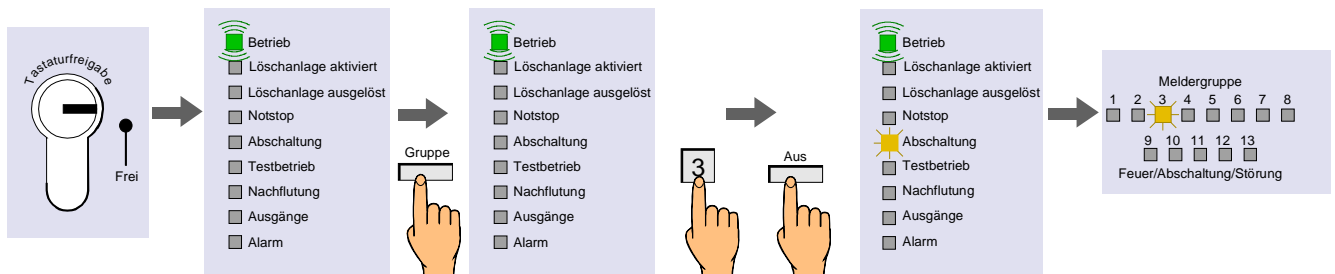 Tastaturfreigabe
Frei
Betrieb
Löschanlage aktiviert
Löschanlage ausgelöst
Notstop
Abschaltung
Testbetrieb
Nachflutung
Ausgänge
Alarm
Gruppe
Betrieb
Löschanlage aktiviert
Löschanlage ausgelöst
Notstop
Abschaltung
Testbetrieb
Nachflutung
Ausgänge
Alarm
3
Aus
Betrieb
Löschanlage aktiviert
Löschanlage ausgelöst
Notstop
Abschaltung
Testbetrieb
Nachflutung
Ausgänge
Alarm
Meldergruppe
1 2 3 4 5 6 7 8
9 10 11 12 13
Feuer/Abschaltung/Störung